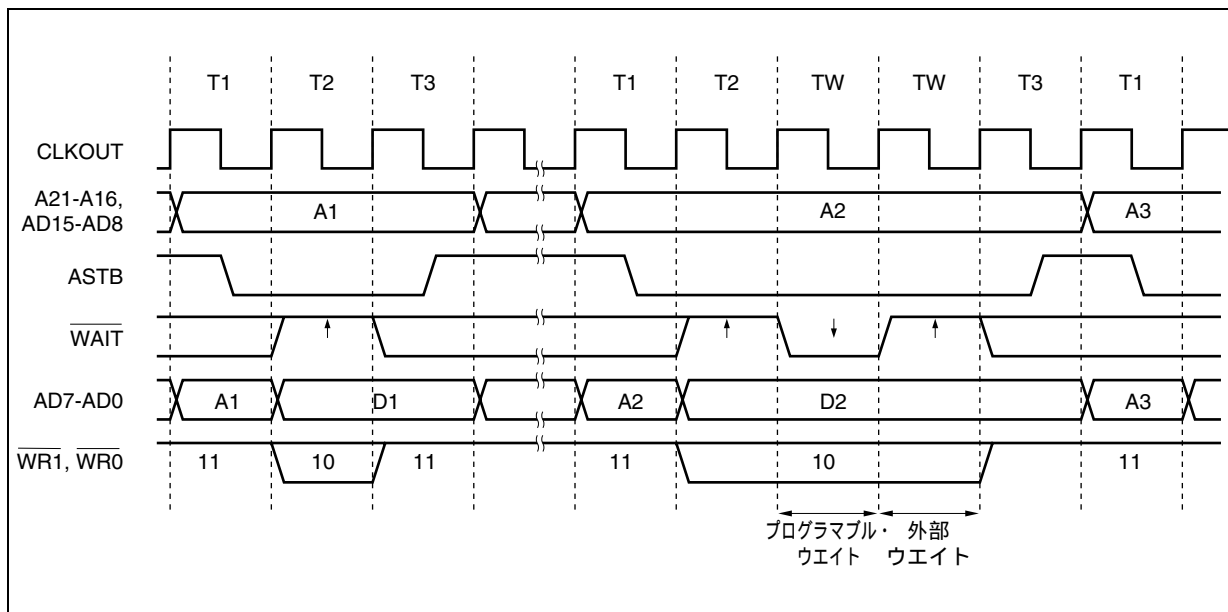 T1 T2 T3 T1 T2 TW TW T3 T1
CLKOUT
A21-A16,
AD15-AD8
A1 A2 A3
ASTB
WAIT
AD7-AD0
A1 D1 A2 D2 A3
WR1, WR0
11 10 11 11 10 11
プログラマブル・
ウエイト
外部
ウエイト